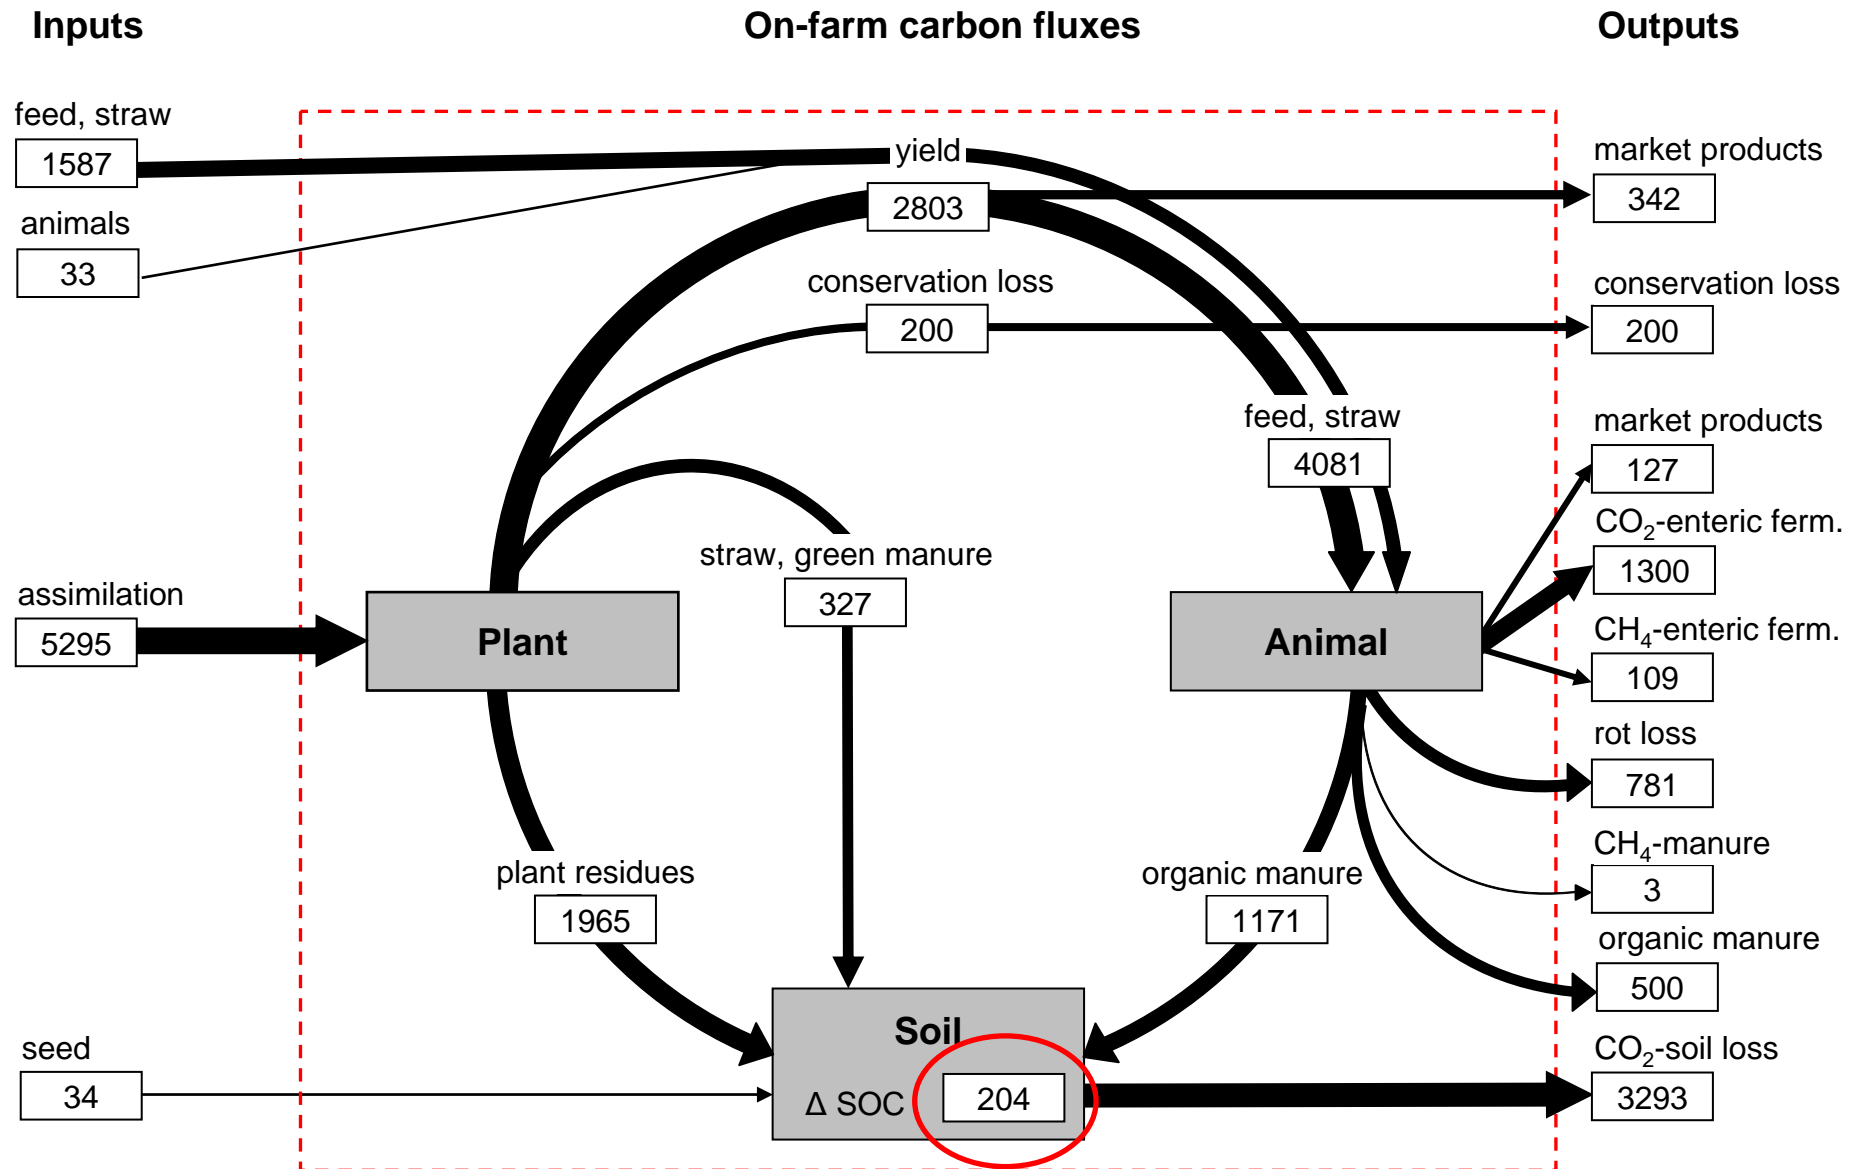 Inputs
On-farm carbon fluxes
Outputs
feed, straw
1587
animals
33
assimilation
5295
seed
34
yield
2803
conservation loss
200
feed, straw
4081
straw, green manure
327
Plant
Animal
plant residues
1965
organic manure
1171
Soil
Δ SOC
204
market products
342
conservation loss
200
market products
127
CO₂-enteric ferm.
1300
CH₄-enteric ferm.
109
rot loss
781
CH₄-manure
3
organic manure
500
CO₂-soil loss
3293